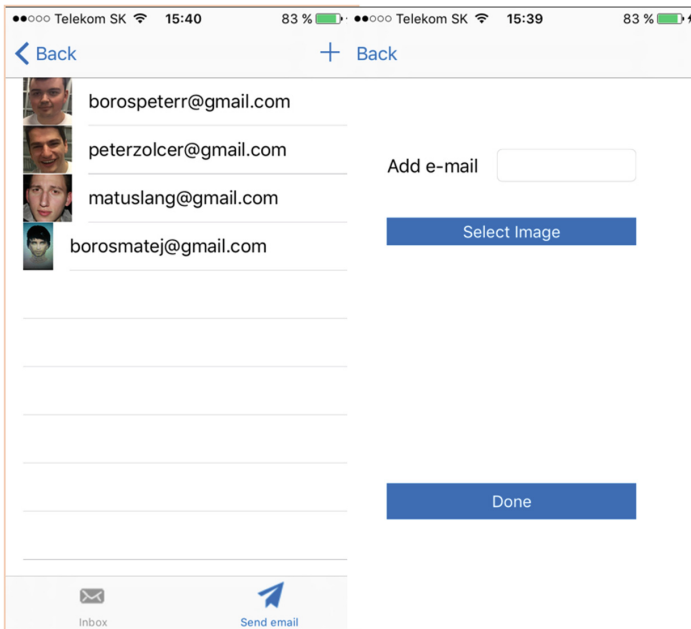 Telekom SK 15:40 83 %
Back
borospeterr@gmail.com
peterzolcer@gmail.com
matuslang@gmail.com
borosmatej@gmail.com
Inbox
Send email
Telekom SK 15:39 83 %
Back
Add e-mail
Select Image
Done